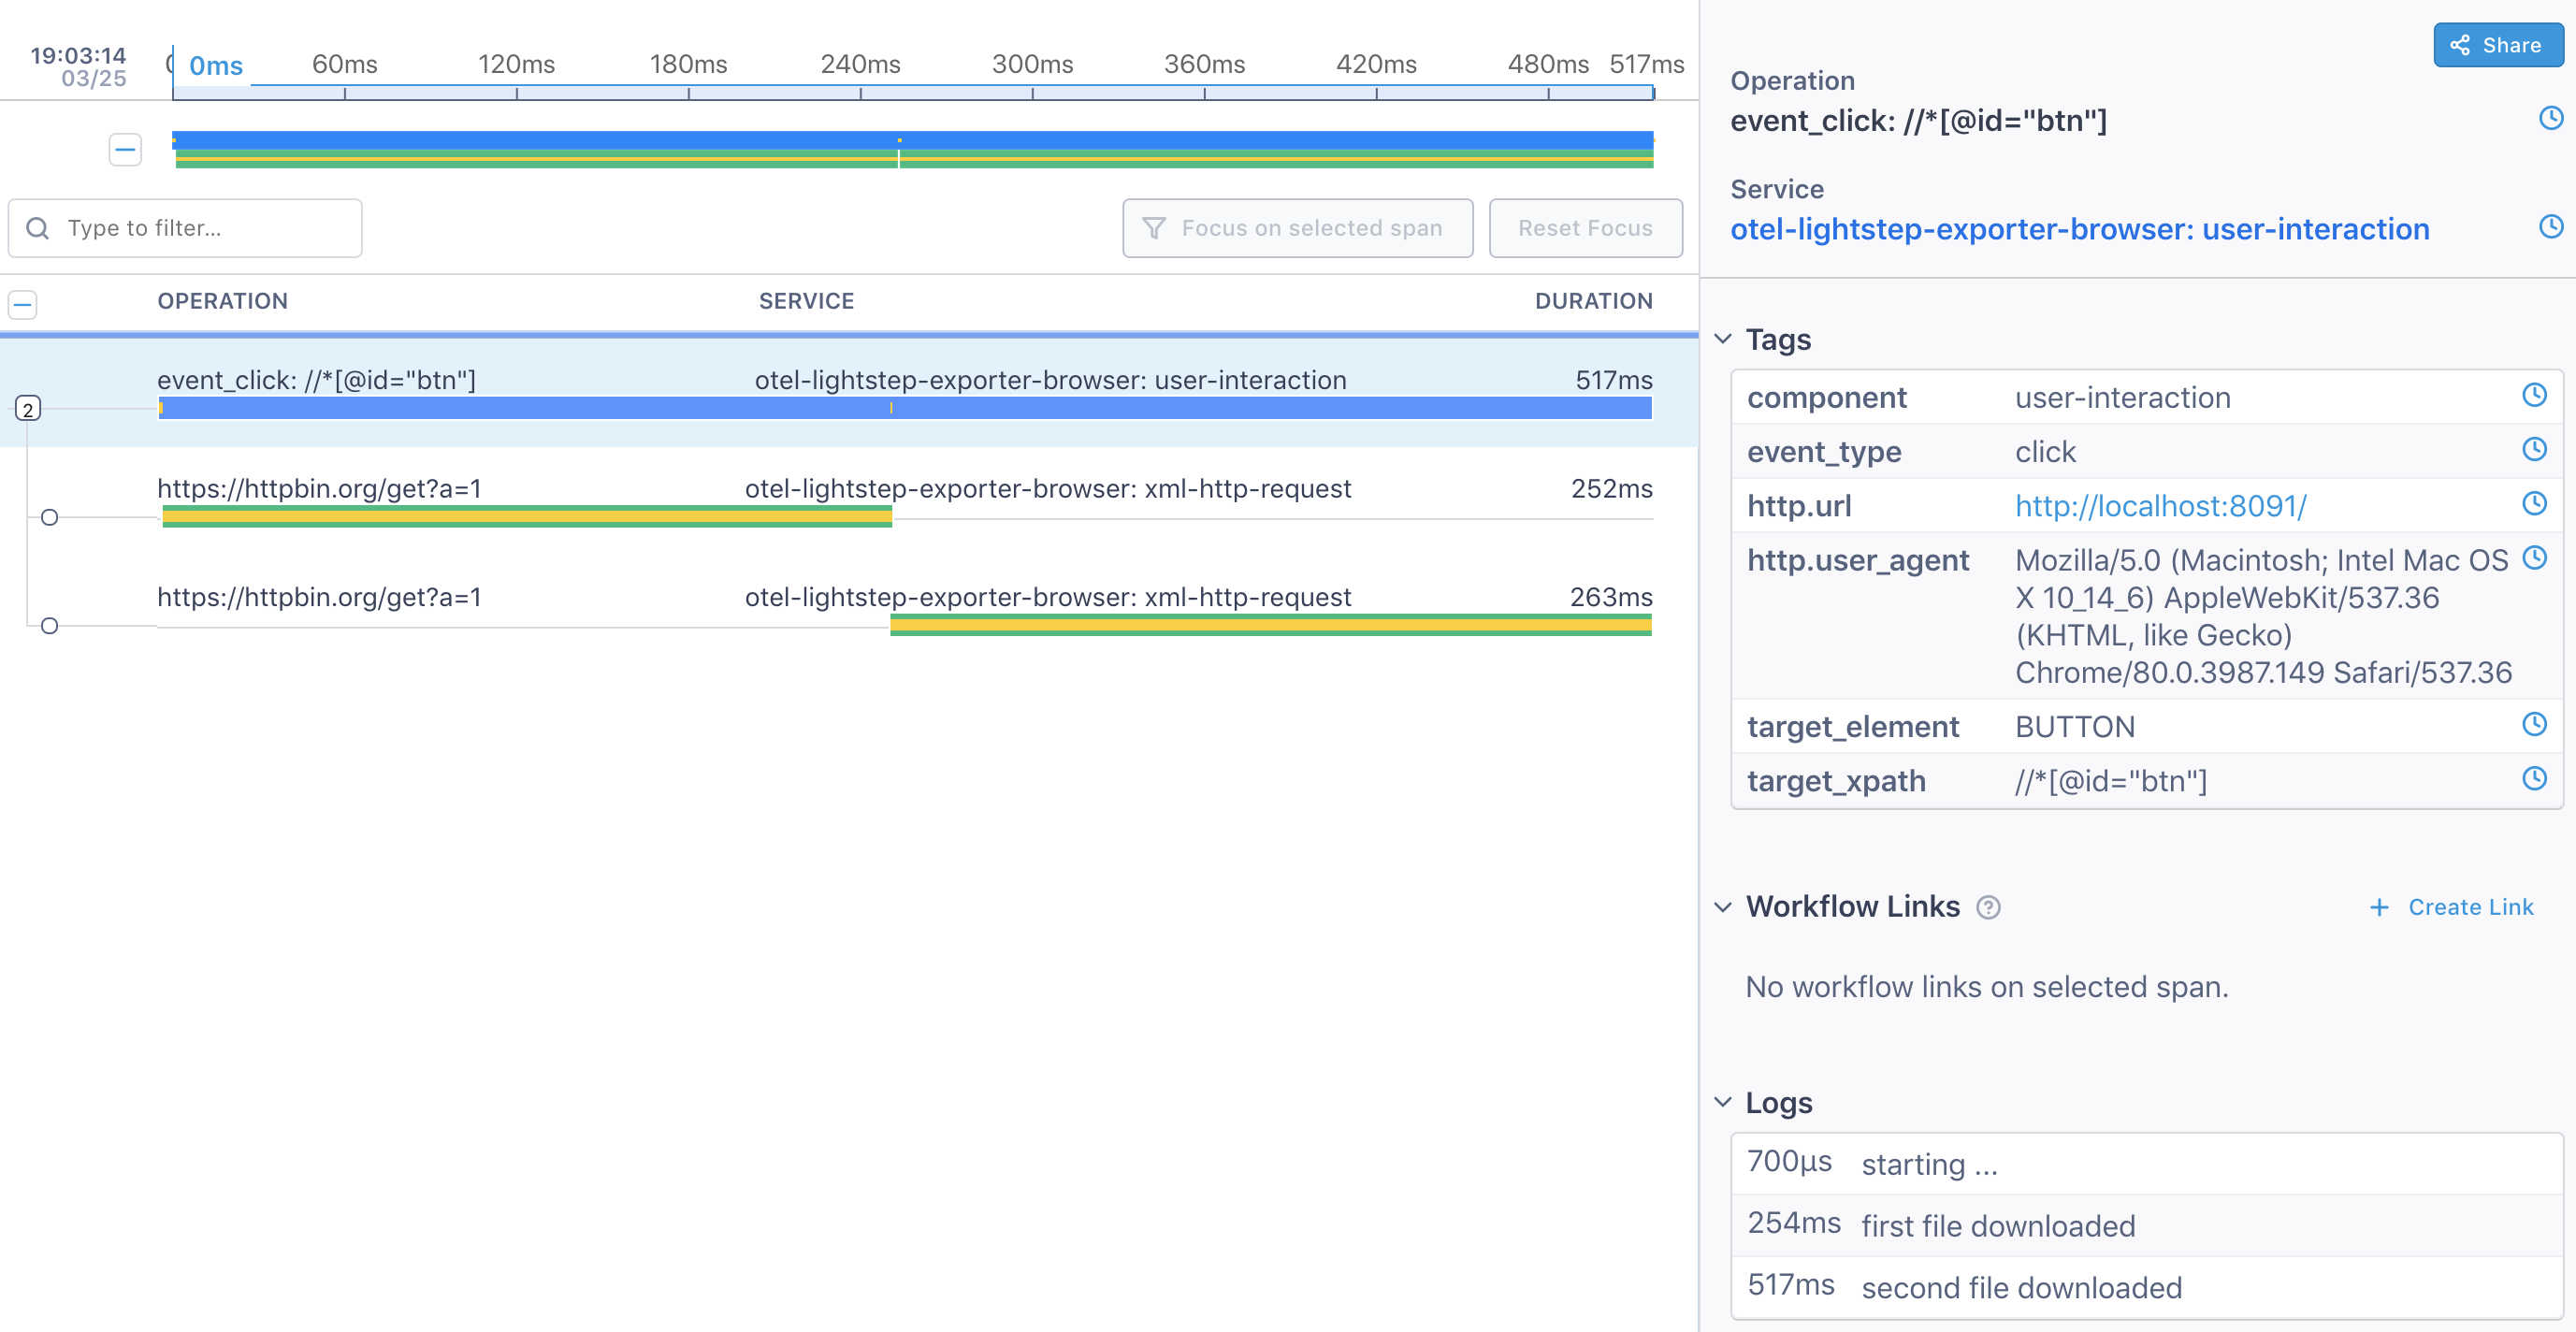 19:03:14
03/25
0ms 60ms 120ms 180ms 240ms 300ms 360ms 420ms 480ms 517ms
Type to filter...
Focus on selected span
Reset Focus
OPERATION SERVICE DURATION
event_click: //*[@id="btn"] otel-lightstep-exporter-browser: user-interaction 517ms
2
https://httpbin.org/get?a=1 otel-lightstep-exporter-browser: xml-http-request 252ms
https://httpbin.org/get?a=1 otel-lightstep-exporter-browser: xml-http-request 263ms
Share
Operation
event_click: //*[@id="btn"]
Service
otel-lightstep-exporter-browser: user-interaction
Tags
component user-interaction
event_type click
http.url http://localhost:8091/
http.user_agent Mozilla/5.0 (Macintosh; Intel Mac OS
X 10_14_6) AppleWebKit/537.36
(KHTML, like Gecko)
Chrome/80.0.3987.149 Safari/537.36
target_element BUTTON
target_xpath //*[@id="btn"]
Workflow Links ? + Create Link
No workflow links on selected span.
Logs
700µs starting ...
254ms first file downloaded
517ms second file downloaded